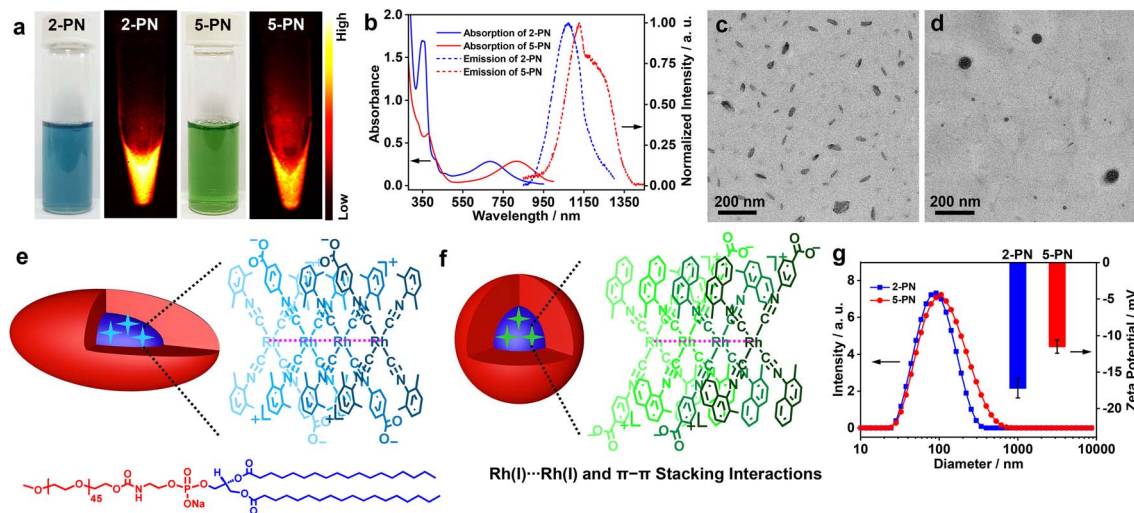 a
2-PN
2-PN
5-PN
5-PN
High
Low
b
2.0
1.5
1.0
0.5
0.0
Absorbance
Absorption of 2-PN
Absorption of 5-PN
Emission of 2-PN
Emission of 5-PN
1.00
0.75
0.50
0.25
0.00
Normalized Intensity / a. u.
350 550 750 950 1150 1350
Wavelength / nm
c
200 nm
d
200 nm
e
O
O−
O
O−
]+
N≡C
Rh Rh Rh
+[
O
O−
O
O−
f
O
O−
O
O−
]+
Rh Rh Rh
+[
O
O−
O
O−
Rh(I)···Rh(I) and π−π Stacking Interactions
O
O
45
O
O
N
H
O
O
P
ONa
O
H
O
O
O
O
g
2-PN 5-PN
2-PN
5-PN
8
6
4
2
0
Intensity / a. u.
10 100 1000 10000
Diameter / nm
0
-5
-10
-15
-20
Zeta Potential / mV